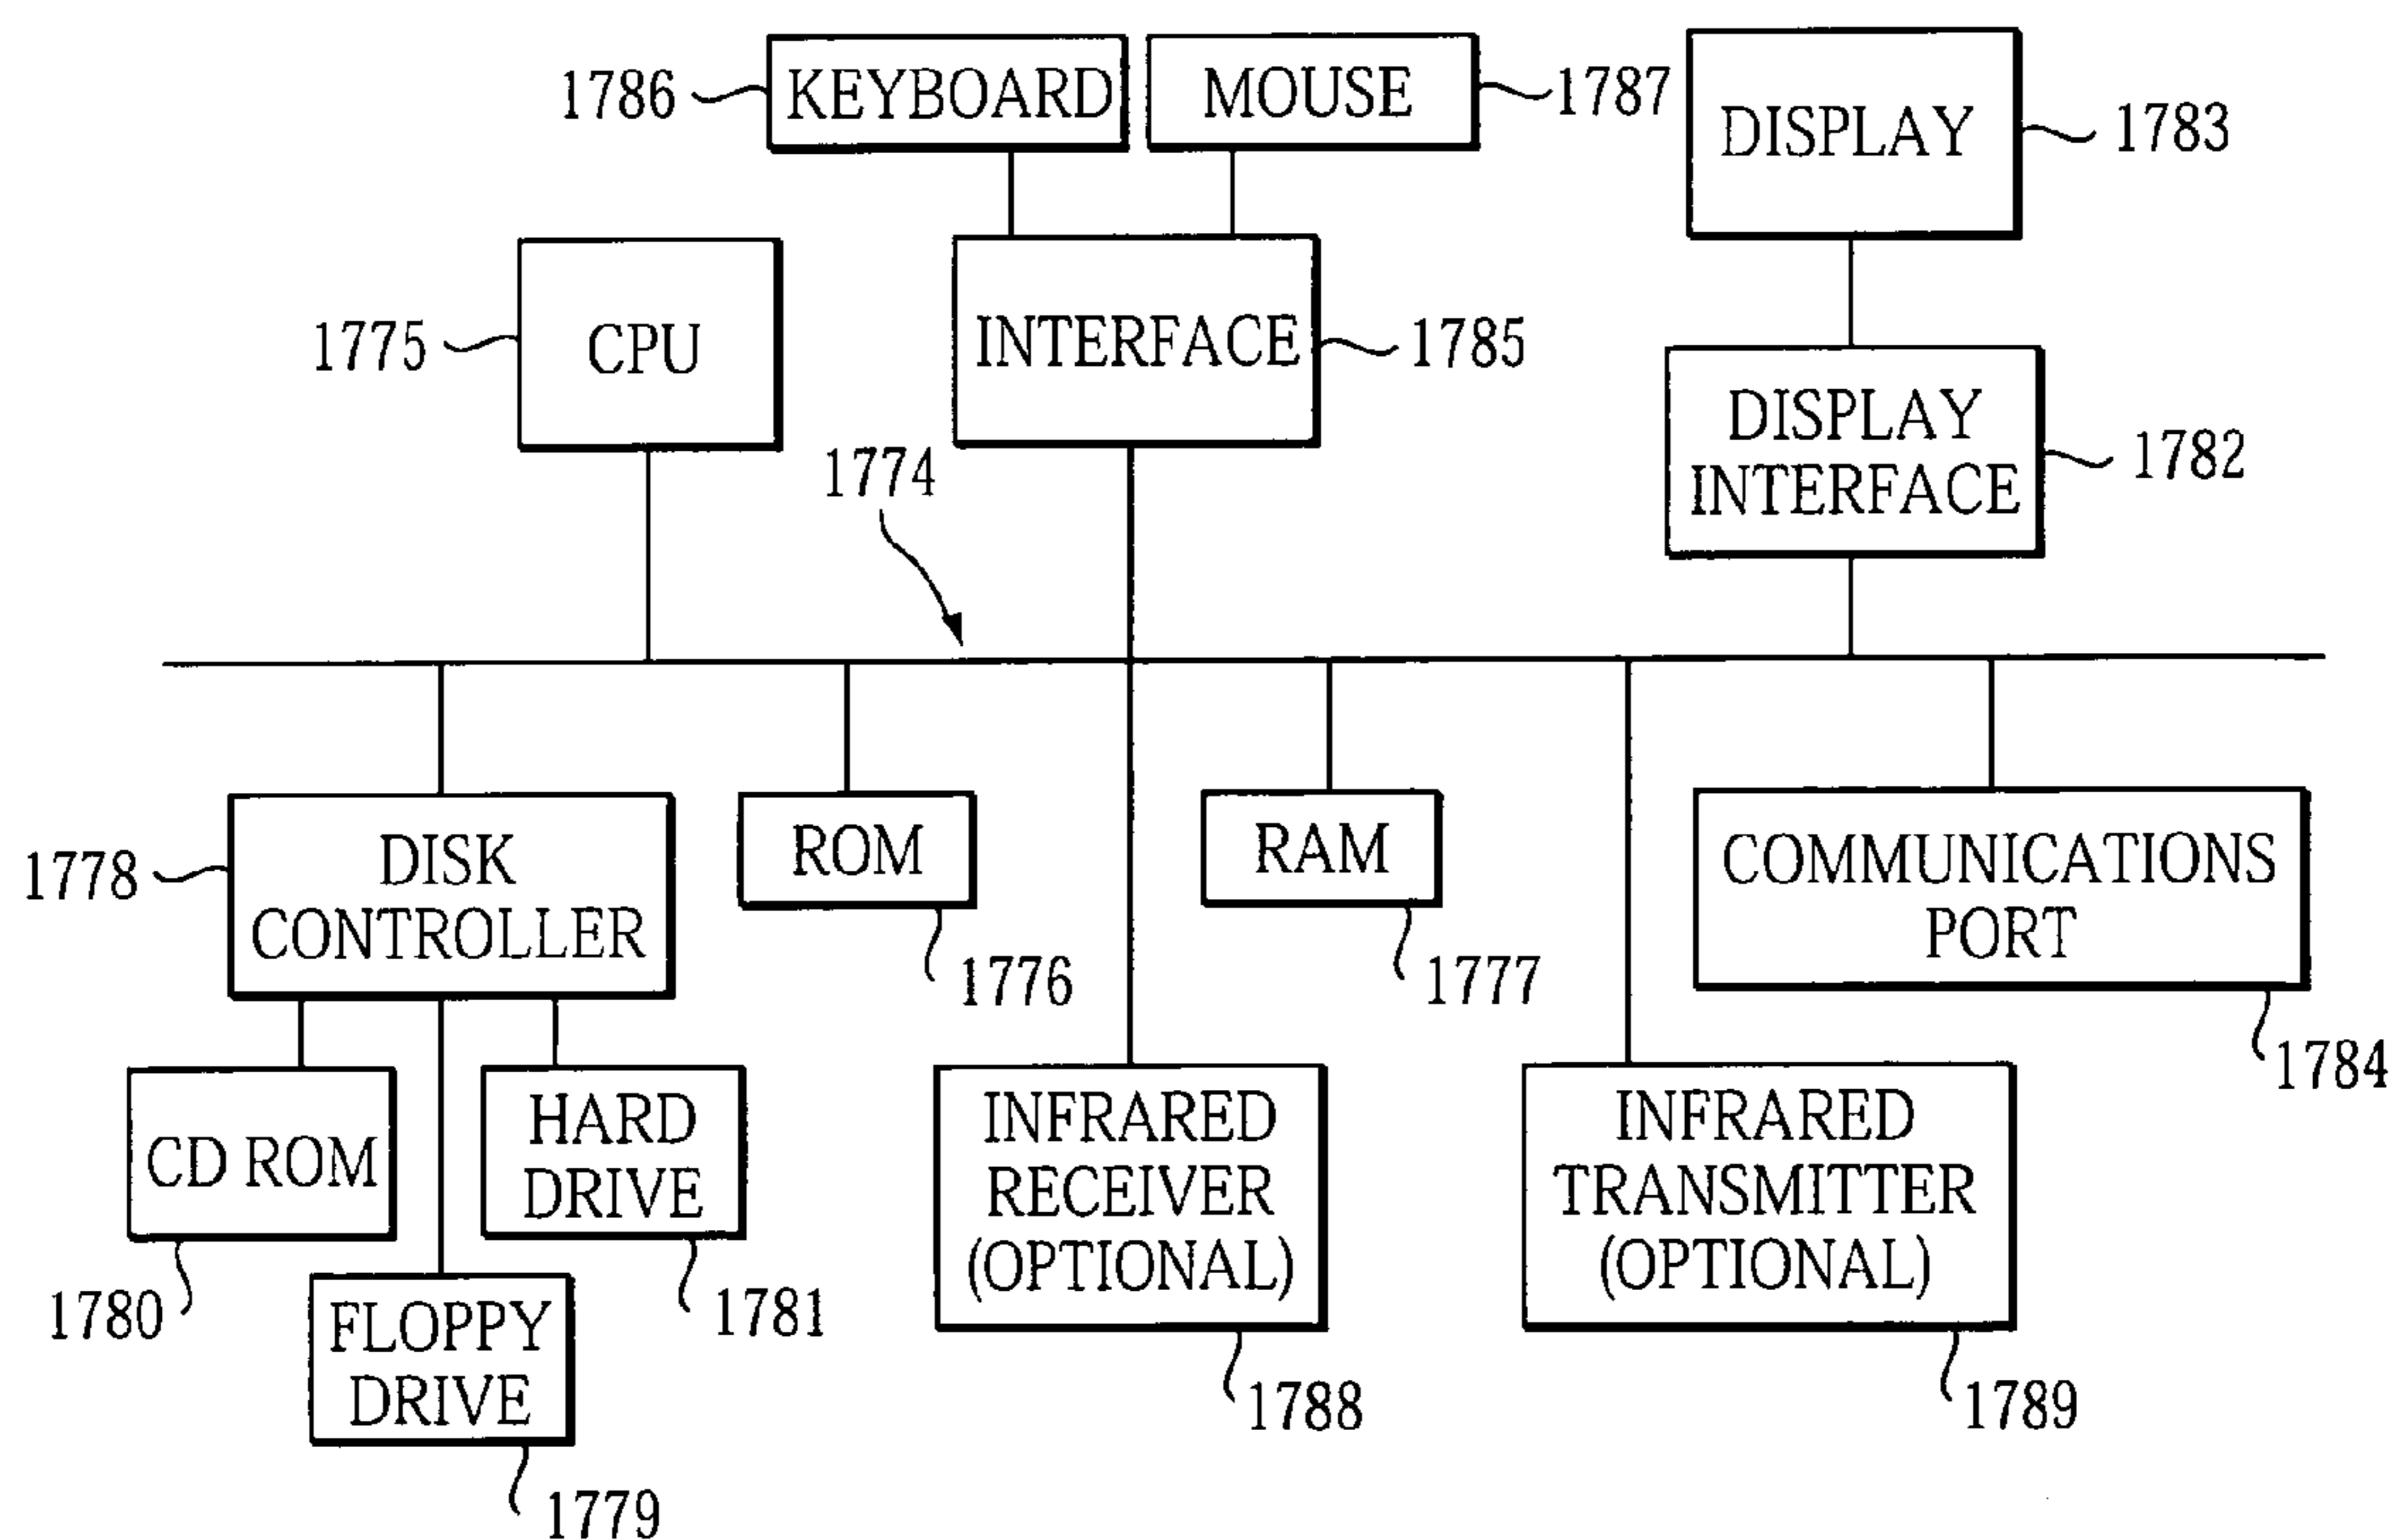 1786
KEYBOARD
MOUSE
1787
DISPLAY
1783
1775
CPU
INTERFACE
1785
DISPLAY
INTERFACE
1782
1774
1778
DISK
CONTROLLER
ROM
1776
RAM
1777
COMMUNICATIONS
PORT
1784
CD ROM
1780
HARD
DRIVE
1781
FLOPPY
DRIVE
1779
INFRARED
RECEIVER
(OPTIONAL)
1788
INFRARED
TRANSMITTER
(OPTIONAL)
1789